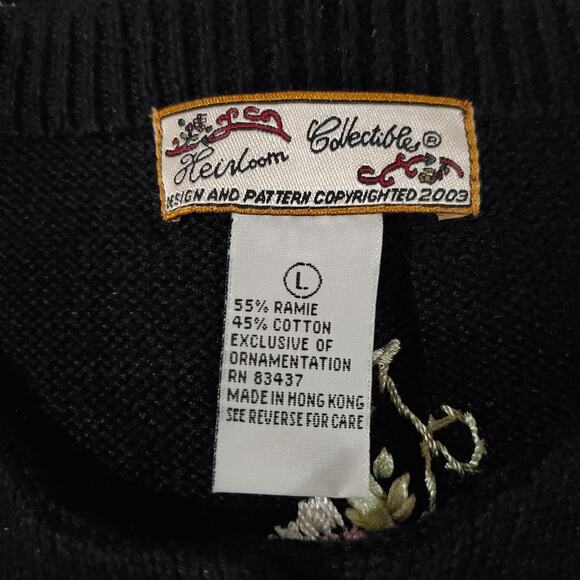 Heirloom Collectibles®
DESIGN AND PATTERN COPYRIGHTED 2003
L
55% RAMIE
45% COTTON
EXCLUSIVE OF
ORNAMENTATION
RN 83437
MADE IN HONG KONG
SEE REVERSE FOR CARE